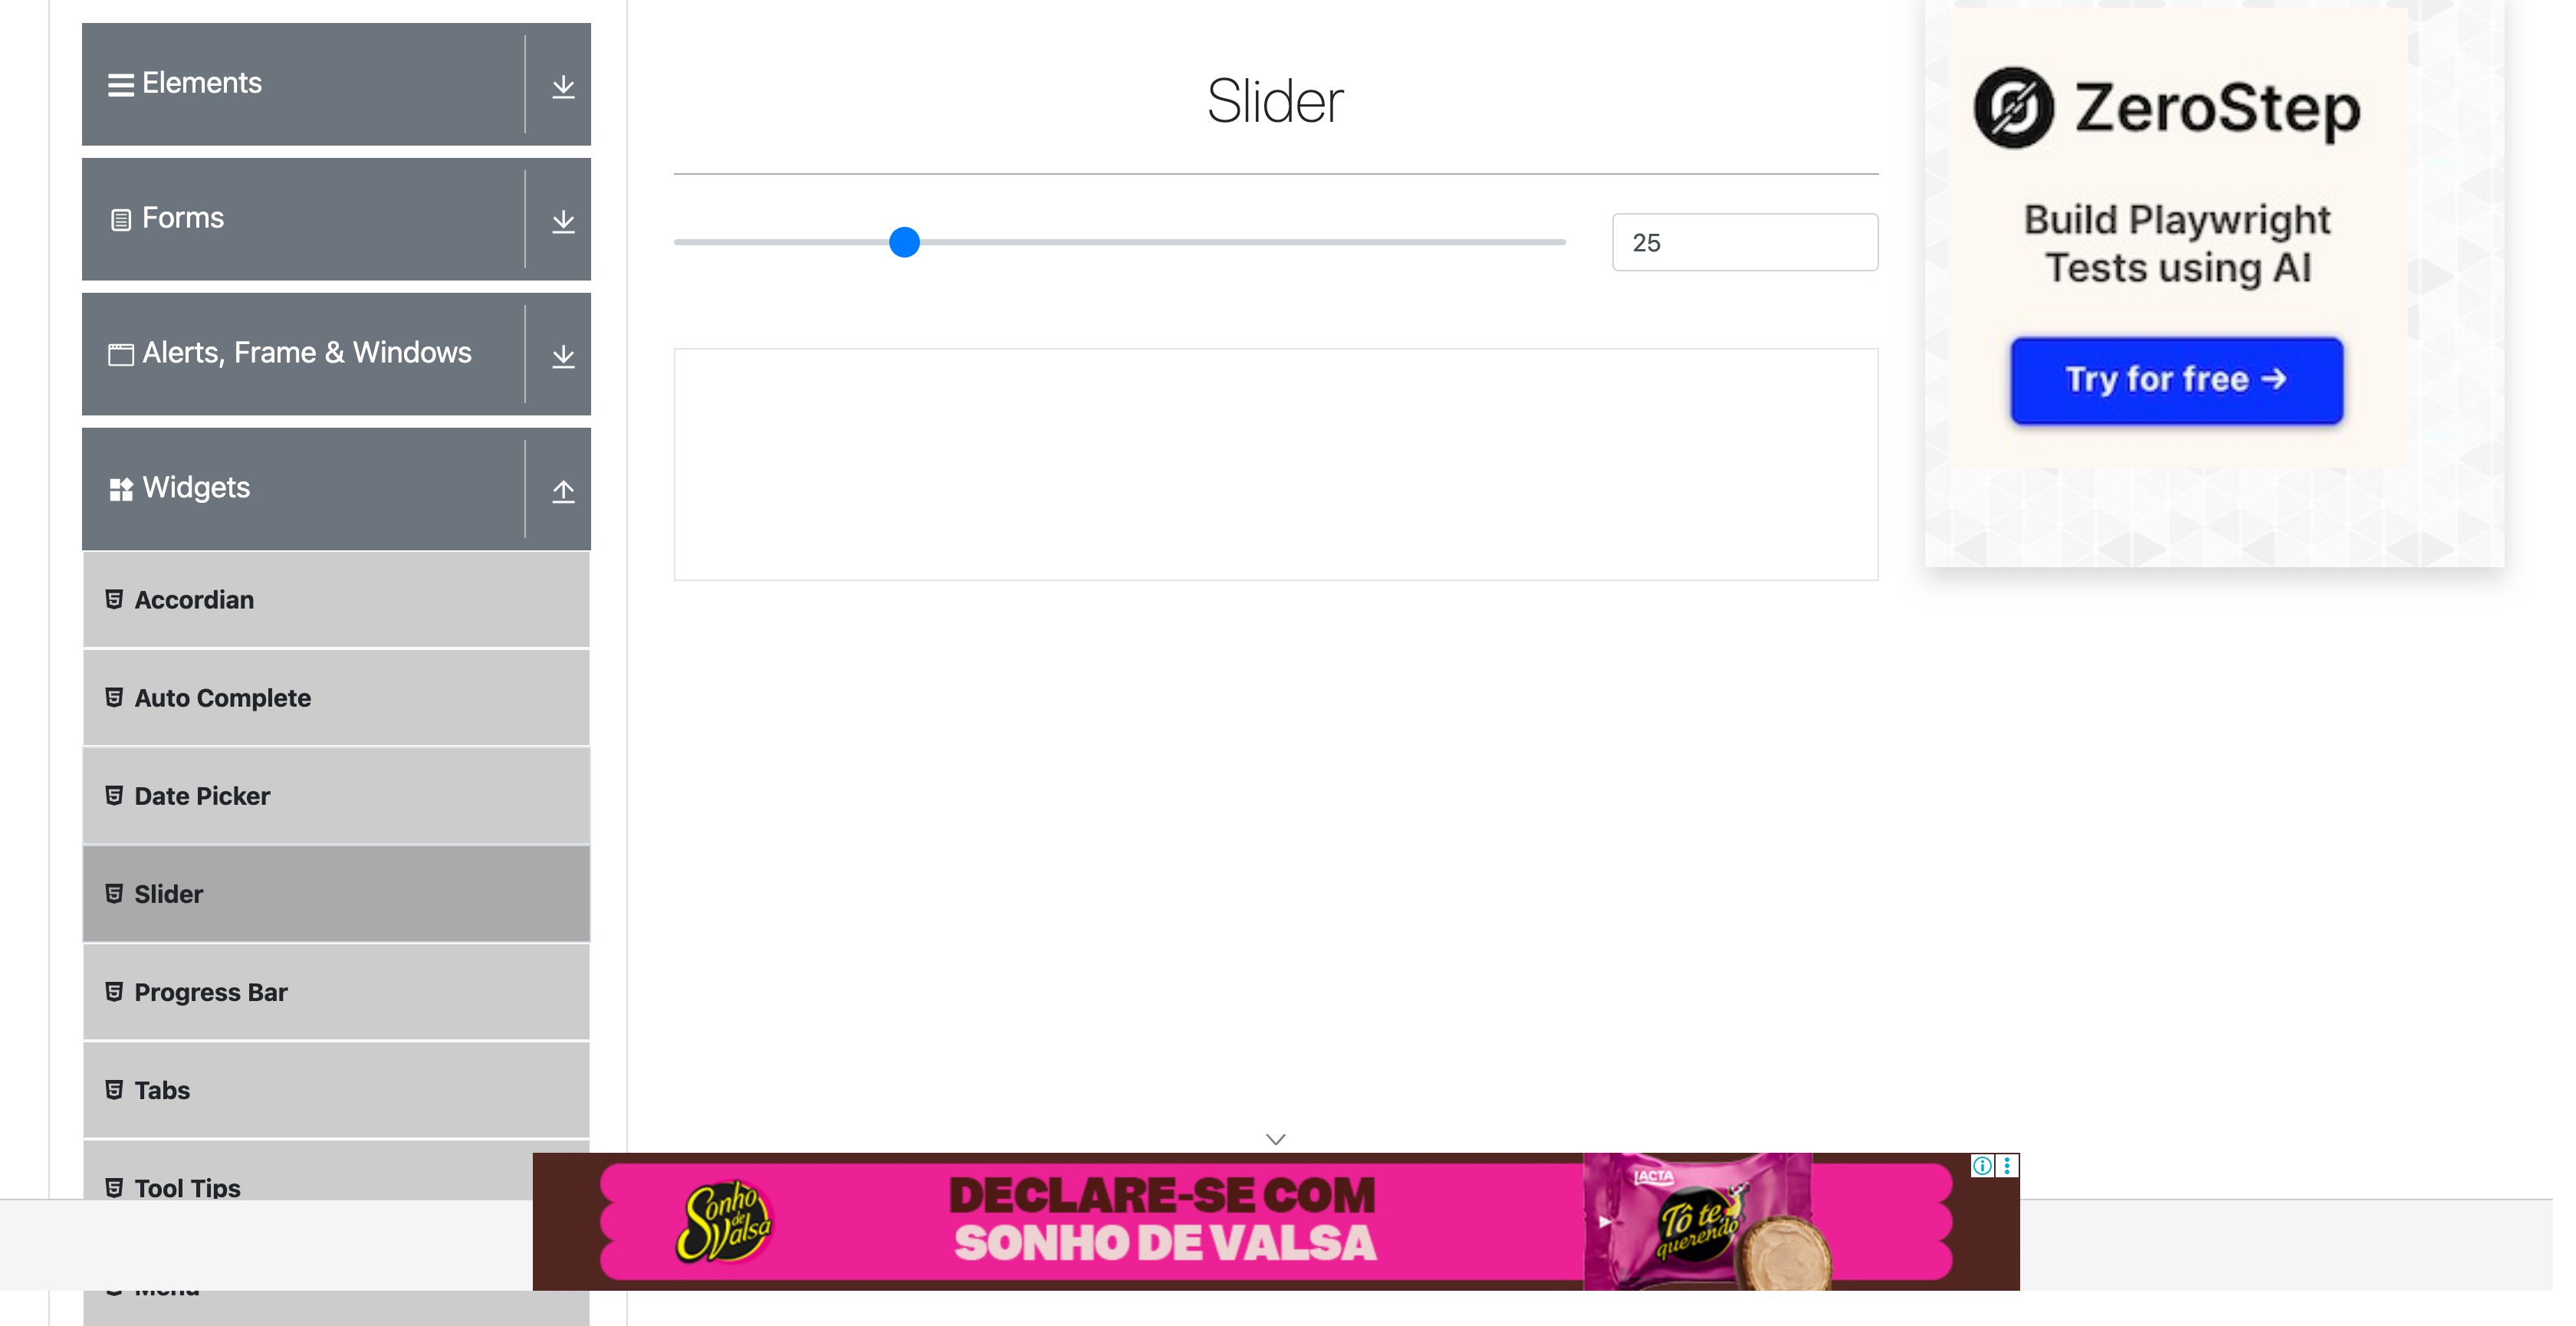 Elements
Forms
Alerts, Frame & Windows
Widgets
Accordian
Auto Complete
Date Picker
Slider
Progress Bar
Tabs
Tool Tips
Menu
Slider
25
ZeroStep
Build Playwright
Tests using AI
Try for free →
Sonho
de
Valsa
DECLARE-SE COM
SONHO DE VALSA
LACTA
Tô te
querendo